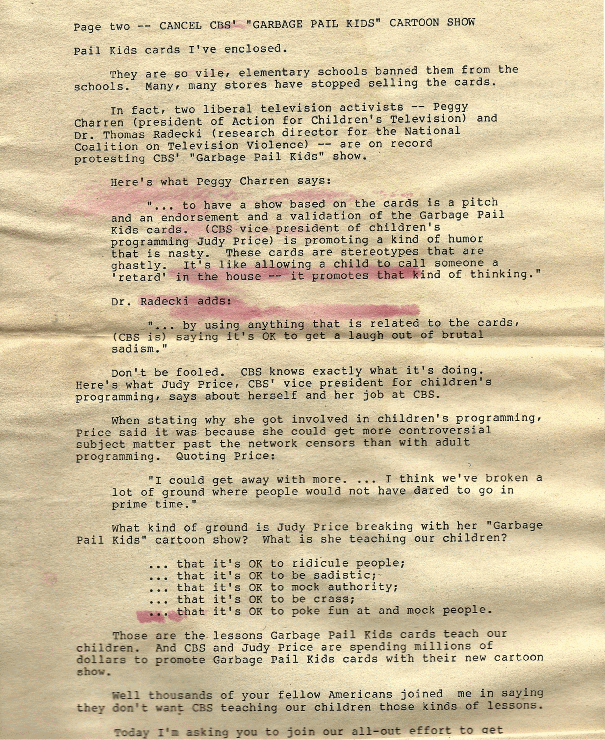 Page two -- CANCEL CBS' "GARBAGE PAIL KIDS" CARTOON SHOW
Pail Kids cards I've enclosed.
They are so vile, elementary schools banned them from the
schools. Many, many stores have stopped selling the cards.
In fact, two liberal television activists -- Peggy
Charren (president of Action for Children's Television) and
Dr. Thomas Radecki (research director for the National
Coalition on Television Violence) -- are on record
protesting CBS' "Garbage Pail Kids" show.
Here's what Peggy Charren says:
"... to have a show based on the cards is a pitch
and an endorsement and a validation of the Garbage Pail
Kids cards. (CBS vice president of children's
programming Judy Price) is promoting a kind of humor
that is nasty. These cards are stereotypes that are
ghastly. It's like allowing a child to call someone a
'retard' in the house -- it promotes that kind of thinking."
Dr. Radecki adds:
"... by using anything that is related to the cards,
(CBS is) saying it's OK to get a laugh out of brutal
sadism."
Don't be fooled. CBS knows exactly what it's doing.
Here's what Judy Price, CBS' vice president for children's
programming, says about herself and her job at CBS.
When stating why she got involved in children's programming,
Price said it was because she could get more controversial
subject matter past the network censors than with adult
programming. Quoting Price:
"I could get away with more. ... I think we've broken a
lot of ground where people would not have dared to go in
prime time."
What kind of ground is Judy Price breaking with her "Garbage
Pail Kids" cartoon show? What is she teaching our children?
... that it's OK to ridicule people;
... that it's OK to be sadistic;
... that it's OK to mock authority;
... that it's OK to be crass;
... that it's OK to poke fun at and mock people.
Those are the lessons Garbage Pail Kids cards teach our
children. And CBS and Judy Price are spending millions of
dollars to promote Garbage Pail Kids cards with their new cartoon
show.
Well thousands of your fellow Americans joined me in saying
they don't want CBS teaching our children those kinds of lessons.
Today I'm asking you to join our all-out effort to get